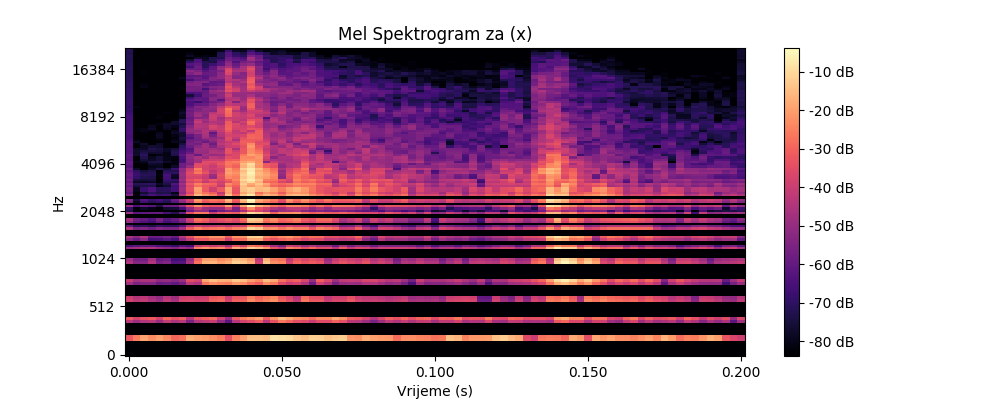 Mel Spektrogram za (x)
16384
8192
4096
2048
1024
512
0
Hz
0.000
0.050
0.100
0.150
0.200
Vrijeme (s)
-10 dB
-20 dB
-30 dB
-40 dB
-50 dB
-60 dB
-70 dB
-80 dB